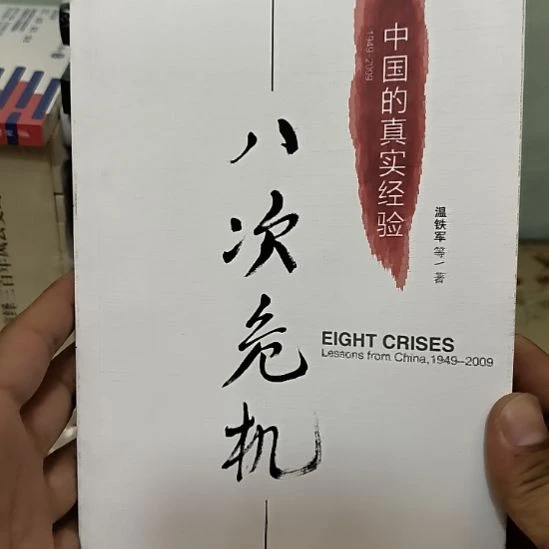 中国的真实经验
1949-2009
八次危机
温铁军 等/著
EIGHT CRISES
Lessons from China, 1949–2009